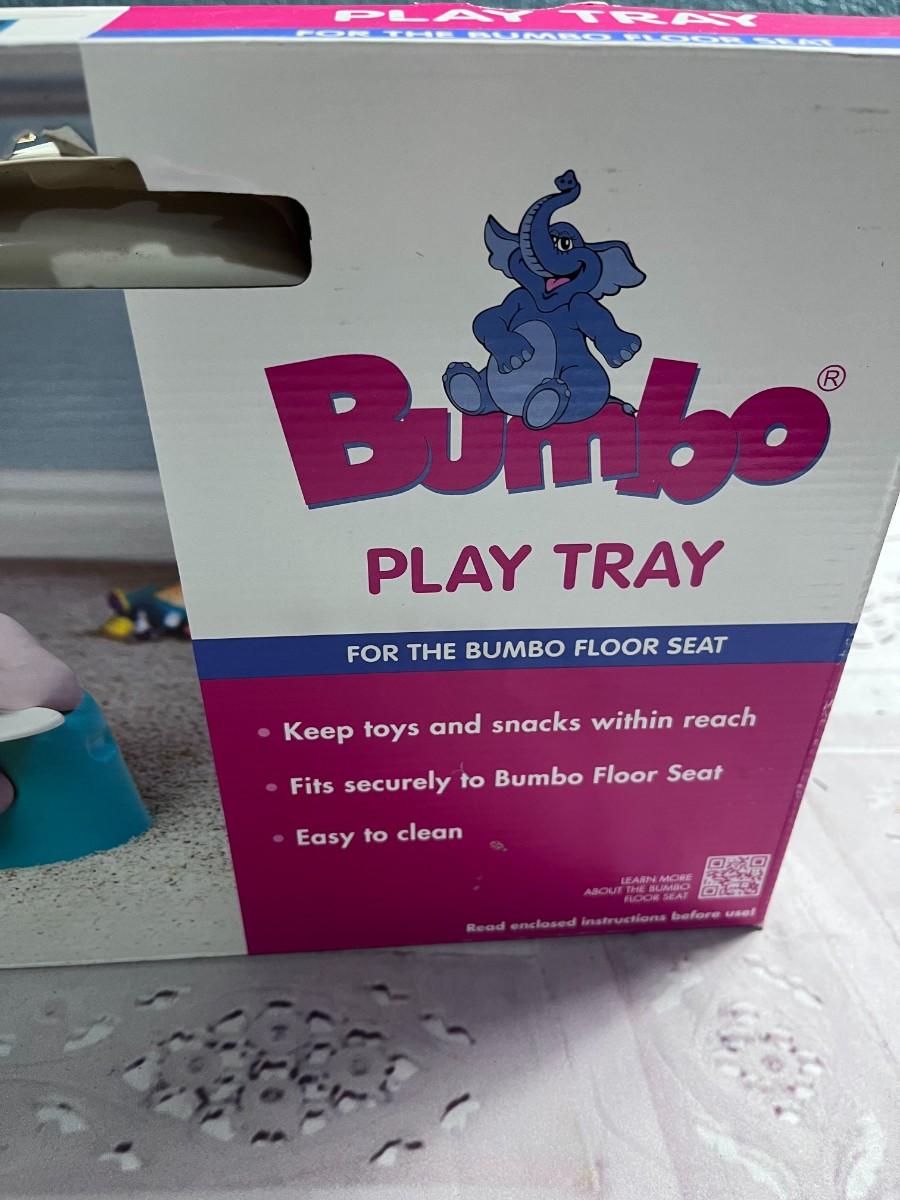 PLAY TRAY
FOR THE BUMBO FLOOR SEAT
Bumbo®
PLAY TRAY
FOR THE BUMBO FLOOR SEAT
• Keep toys and snacks within reach
• Fits securely to Bumbo Floor Seat
• Easy to clean
LEARN MORE
ABOUT THE BUMBO
FLOOR SEAT
Read enclosed instructions before use!